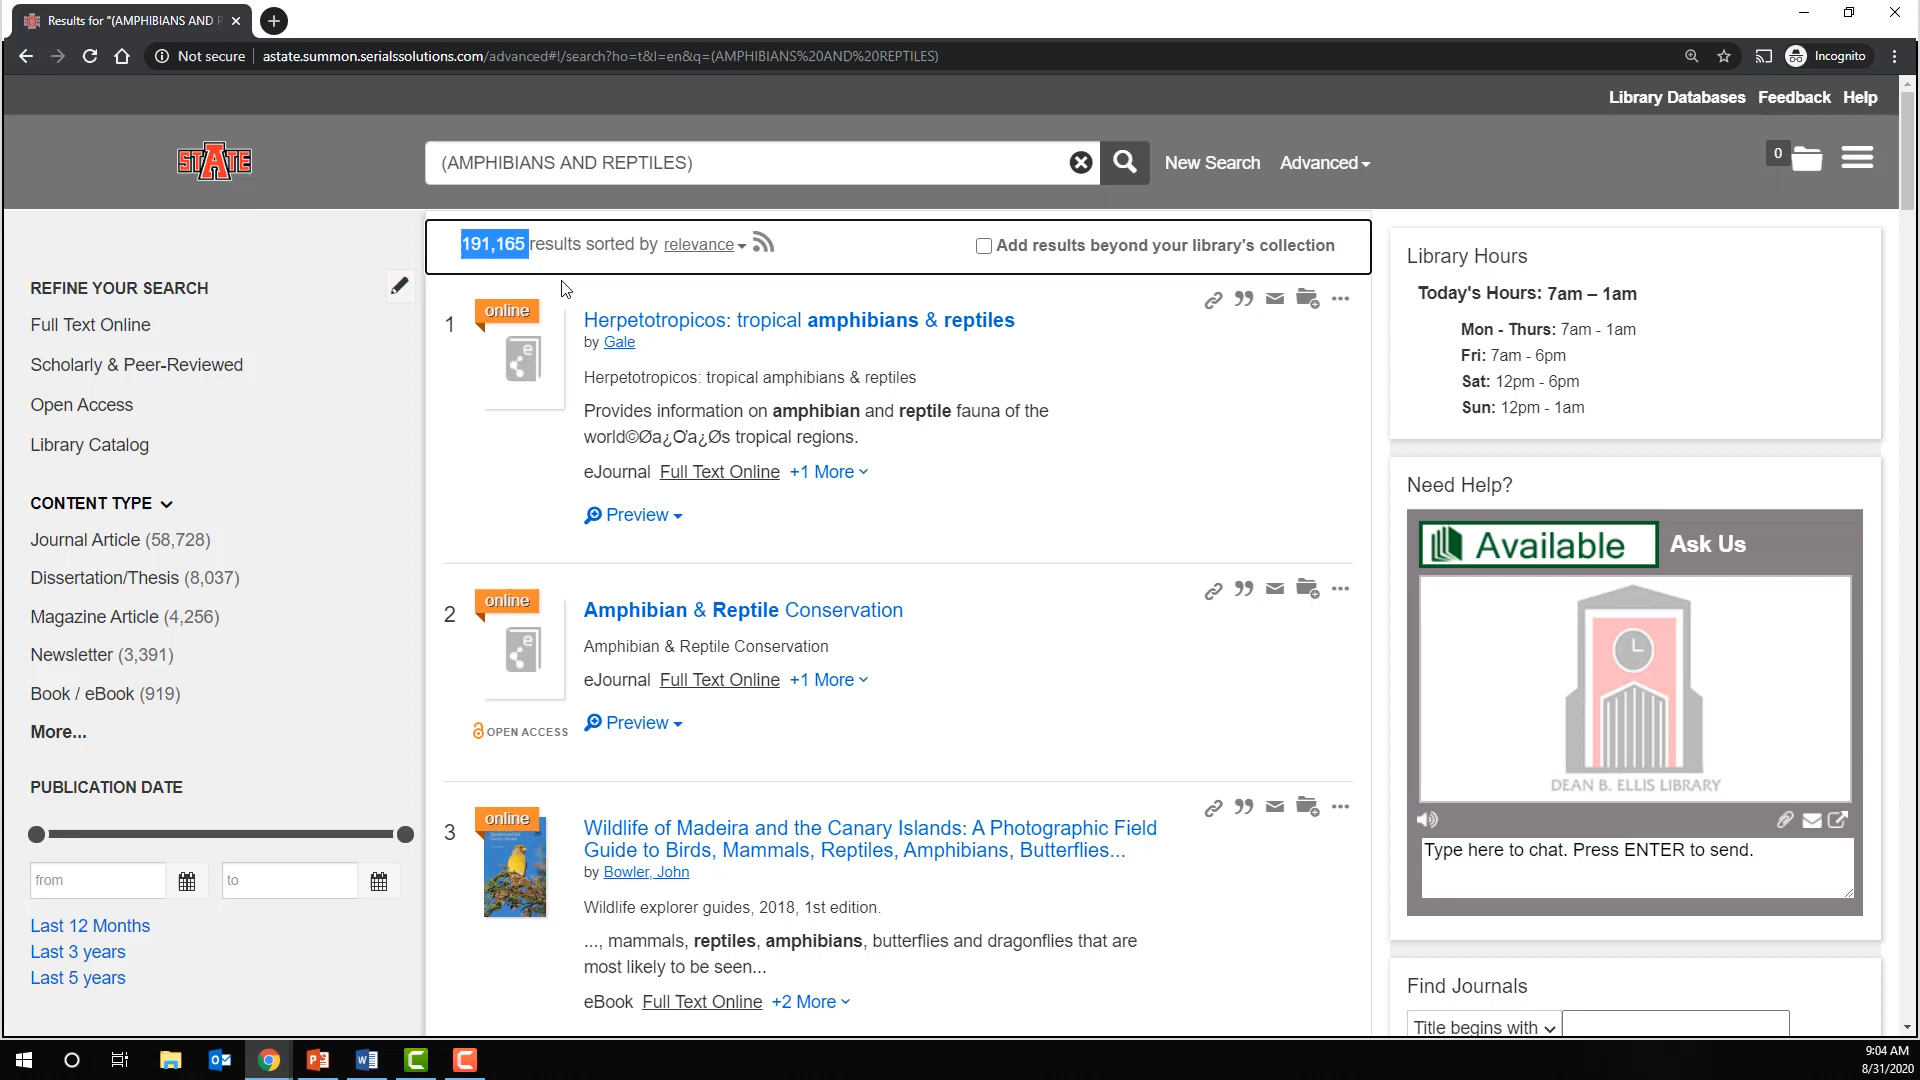 Results for "(AMPHIBIANS AND R
Not secure | astate.summon.serialssolutions.com/advanced#!/search?ho=t&l=en&q=(AMPHIBIANS%20AND%20REPTILES)
Incognito
Library Databases Feedback Help
STATE
(AMPHIBIANS AND REPTILES)
New Search Advanced
0
191,165 results sorted by relevance
Add results beyond your library's collection
REFINE YOUR SEARCH
Full Text Online
Scholarly & Peer-Reviewed
Open Access
Library Catalog
CONTENT TYPE
Journal Article (58,728)
Dissertation/Thesis (8,037)
Magazine Article (4,256)
Newsletter (3,391)
Book / eBook (919)
More...
PUBLICATION DATE
from
to
Last 12 Months
Last 3 years
Last 5 years
1
online
Herpetotropicos: tropical amphibians & reptiles
by Gale
Herpetotropicos: tropical amphibians & reptiles
Provides information on amphibian and reptile fauna of the
world©Øa¿Ơa¿Øs tropical regions.
eJournal Full Text Online +1 More
Preview
2
online
Amphibian & Reptile Conservation
Amphibian & Reptile Conservation
eJournal Full Text Online +1 More
OPEN ACCESS
Preview
3
online
Wildlife of Madeira and the Canary Islands: A Photographic Field
Guide to Birds, Mammals, Reptiles, Amphibians, Butterflies...
by Bowler, John
Wildlife explorer guides, 2018, 1st edition.
..., mammals, reptiles, amphibians, butterflies and dragonflies that are
most likely to be seen...
eBook Full Text Online +2 More
Library Hours
Today's Hours: 7am – 1am
Mon - Thurs: 7am - 1am
Fri: 7am - 6pm
Sat: 12pm - 6pm
Sun: 12pm - 1am
Need Help?
Available Ask Us
DEAN B. ELLIS LIBRARY
Type here to chat. Press ENTER to send.
Find Journals
Title begins with
9:04 AM
8/31/2020